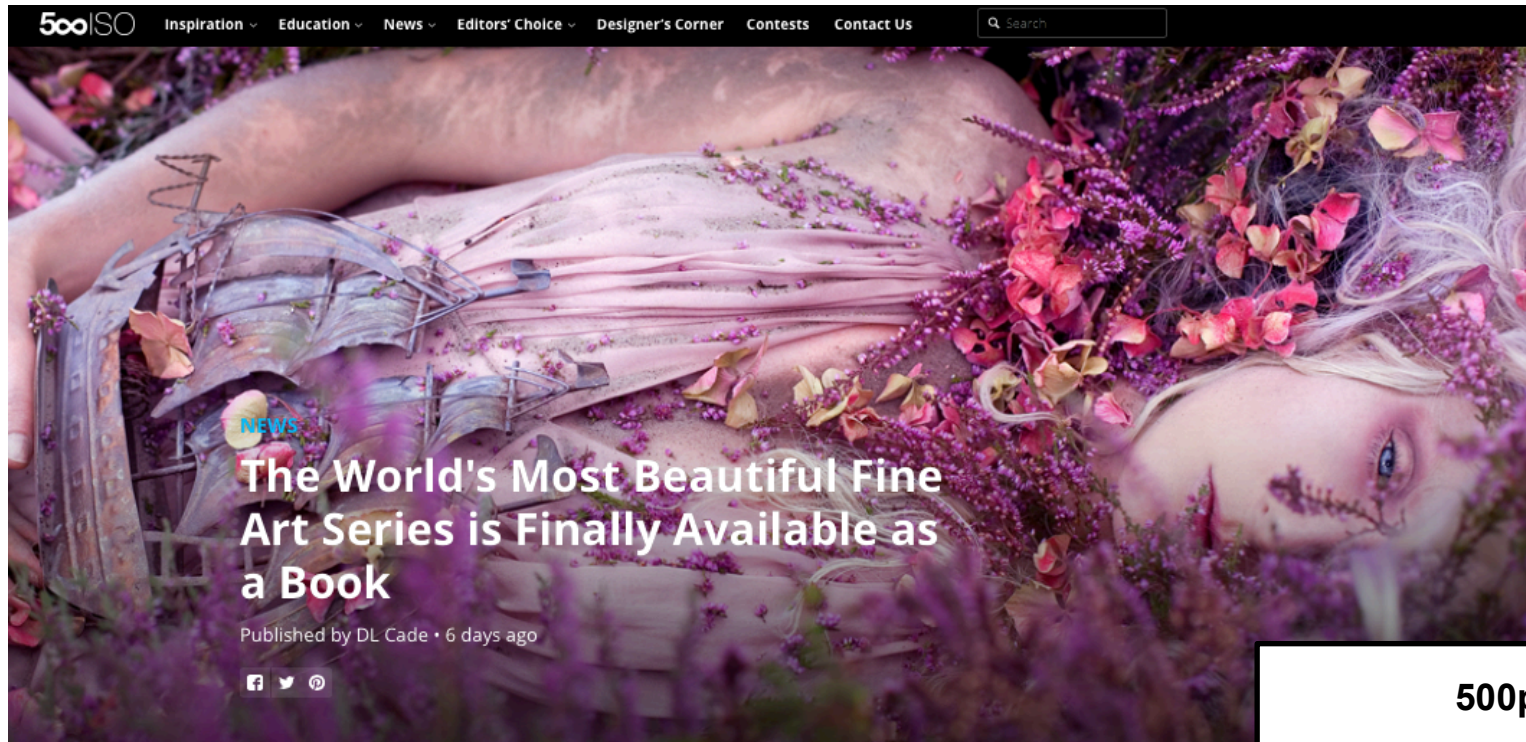 500ISO Inspiration Education News Editors' Choice Designer's Corner Contests Contact Us Search
NEWS
The World's Most Beautiful Fine
Art Series is Finally Available as
a Book
Published by DL Cade • 6 days ago
500p